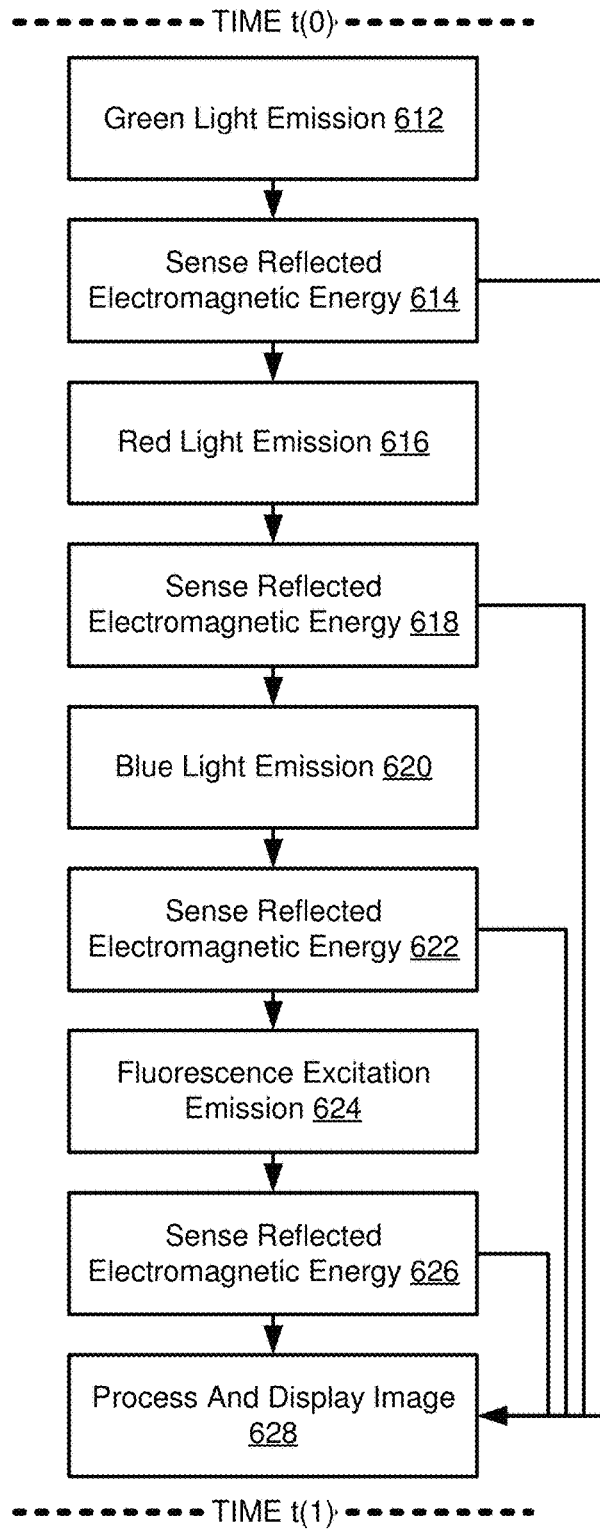 TIME t(0)
Green Light Emission 612
Sense Reflected
Electromagnetic Energy 614
Red Light Emission 616
Sense Reflected
Electromagnetic Energy 618
Blue Light Emission 620
Sense Reflected
Electromagnetic Energy 622
Fluorescence Excitation
Emission 624
Sense Reflected
Electromagnetic Energy 626
Process And Display Image
628
TIME t(1)